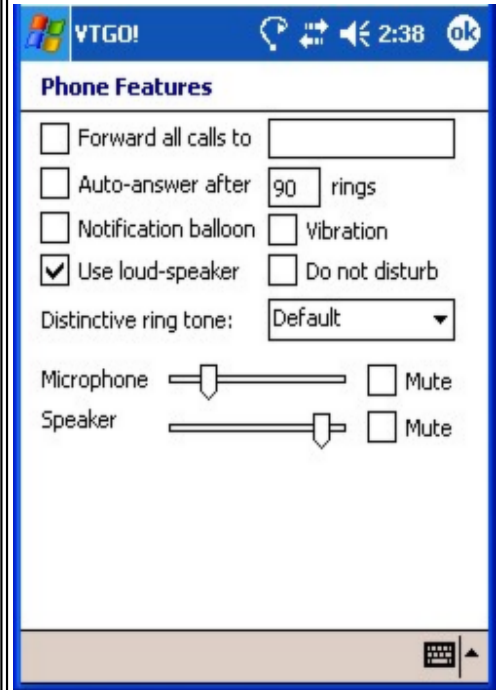 VTGO! 2:38 ok
Phone Features
Forward all calls to
Auto-answer after 90 rings
Notification balloon Vibration
Use loud-speaker Do not disturb
Distinctive ring tone: Default
Microphone Mute
Speaker Mute